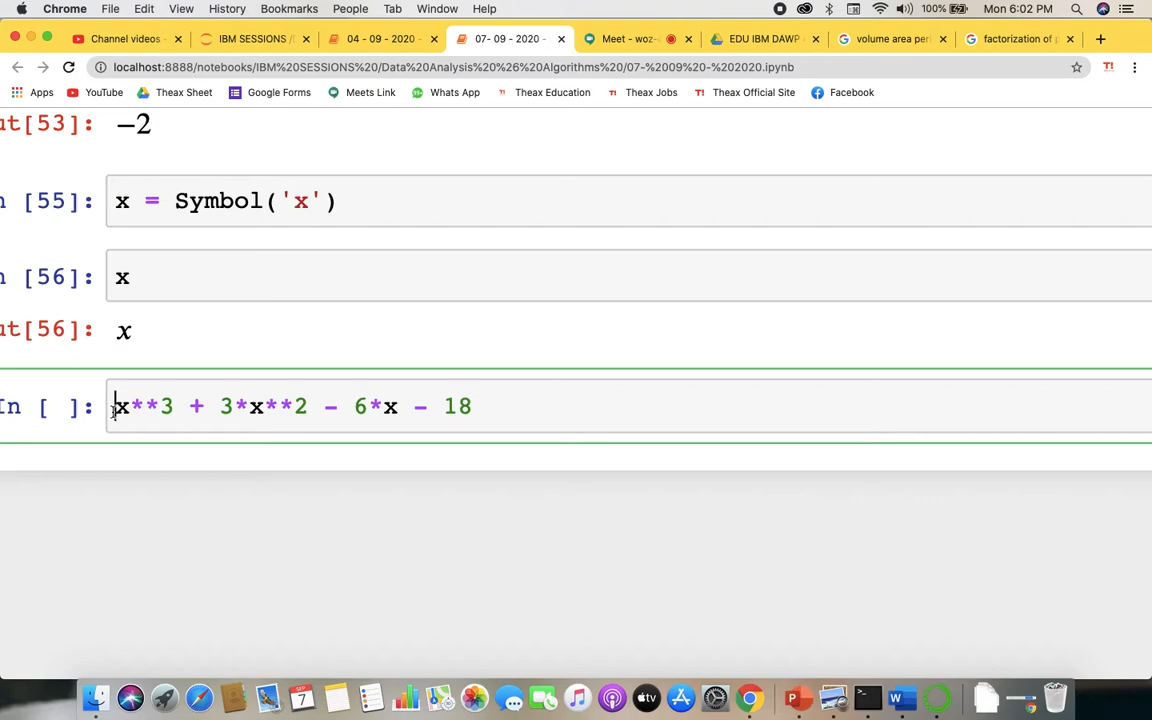 Chrome File Edit View History Bookmarks People Tab Window Help 100% Mon 6:02 PM
Channel videos - IBM SESSIONS / 04 - 09 - 2020 - 07- 09 - 2020 - Meet - woz- EDU IBM DAWP volume area peri factorization of p
localhost:8888/notebooks/IBM%20SESSIONS%20/Data%20Analysis%20%26%20Algorithms%20/07-%2009%20-%202020.ipynb
Apps YouTube Theax Sheet Google Forms Meets Link Whats App Theax Education Theax Jobs Theax Official Site Facebook
ut[53]: −2
n [55]: x = Symbol('x')
n [56]: x
ut[56]: x
In [ ]: x**3 + 3*x**2 - 6*x - 18